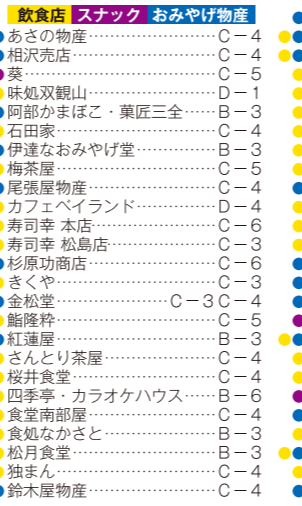 飲食店 スナック おみやげ物産
あさの物産……………………C－4
相沢売店………………………C－4
葵………………………………C－5
味処双観山……………………D－1
阿部かまぼこ・菓匠三全……B－3
石田家…………………………C－4
伊達なおみやげ堂……………B－3
梅茶屋…………………………C－5
尾張屋物産……………………C－4
カフェベイランド……………D－4
寿司幸 本店……………………C－6
寿司幸 松島店…………………C－3
杉原功商店……………………C－6
きくや…………………………C－3
金松堂…………………C－3 C－4
鮨隆粋…………………………C－5
紅蓮屋…………………………B－3
さんとり茶屋…………………C－4
桜井食堂………………………C－4
四季亭・カラオケハウス……B－6
食堂南部屋……………………C－4
食処なかさと…………………B－3
松月食堂………………………B－3
独まん…………………………C－4
鈴木屋物産……………………C－4